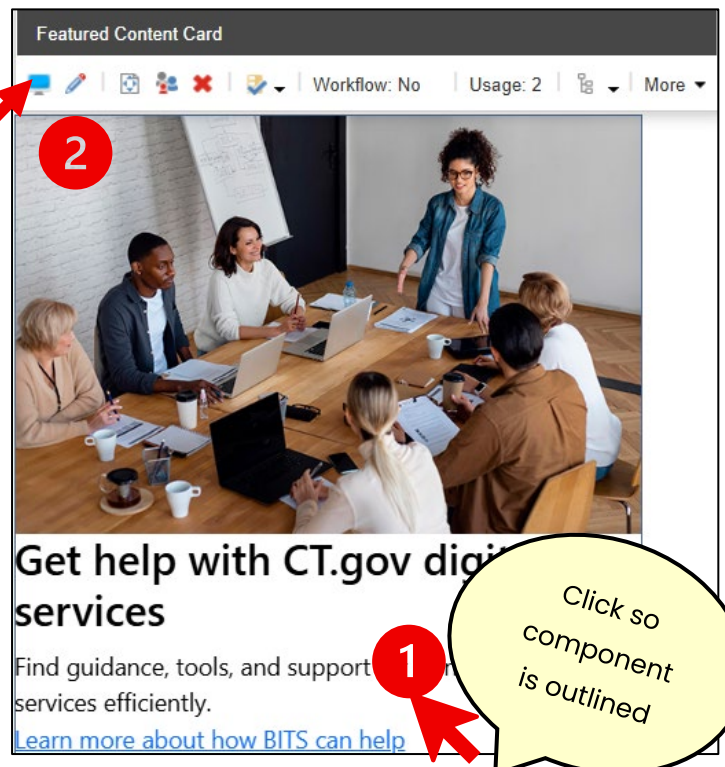 Featured Content Card
Workflow: No
Usage: 2
More
2
Get help with CT.gov
services
Find guidance, tools, and support
1
services efficiently.
Learn more about how BITS can help
Click so
component
is outlined